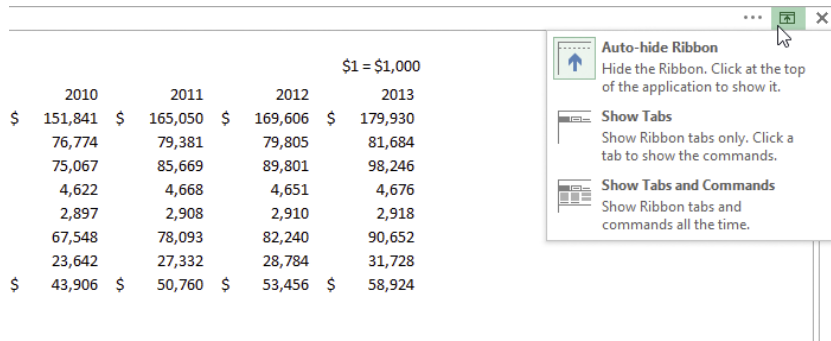 $1 = $1,000
2010 2011 2012 2013
$ 151,841 $ 165,050 $ 169,606 $ 179,930
76,774 79,381 79,805 81,684
75,067 85,669 89,801 98,246
4,622 4,668 4,651 4,676
2,897 2,908 2,910 2,918
67,548 78,093 82,240 90,652
23,642 27,332 28,784 31,728
$ 43,906 $ 50,760 $ 53,456 $ 58,924
Auto-hide Ribbon
Hide the Ribbon. Click at the top
of the application to show it.
Show Tabs
Show Ribbon tabs only. Click a
tab to show the commands.
Show Tabs and Commands
Show Ribbon tabs and
commands all the time.